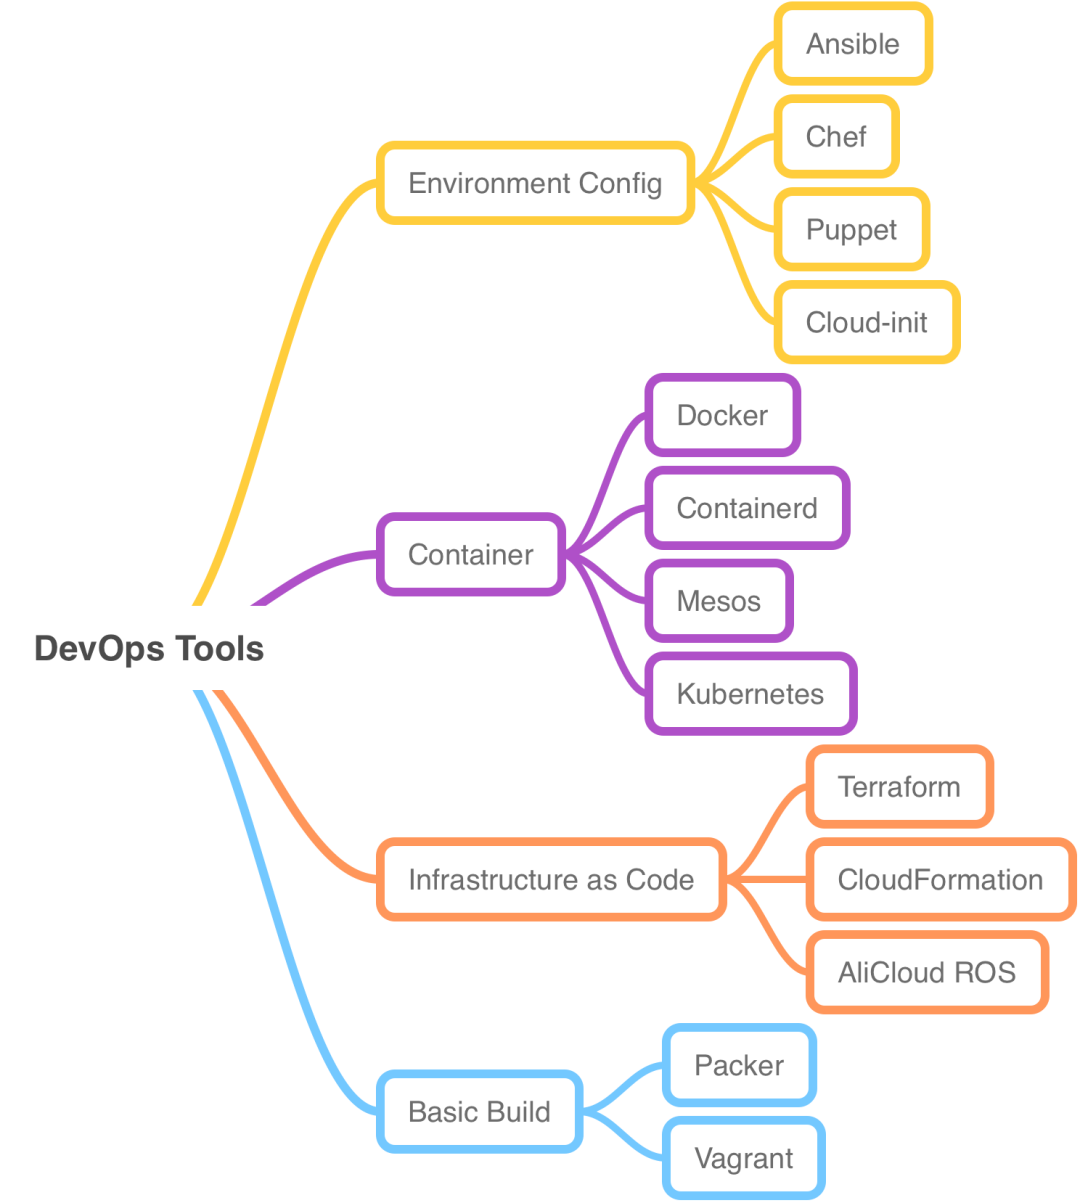 Ansible
Chef
Environment Config
Puppet
Cloud-init
Docker
Containerd
Container
Mesos
DevOps Tools
Kubernetes
Terraform
Infrastructure as Code
CloudFormation
AliCloud ROS
Packer
Basic Build
Vagrant